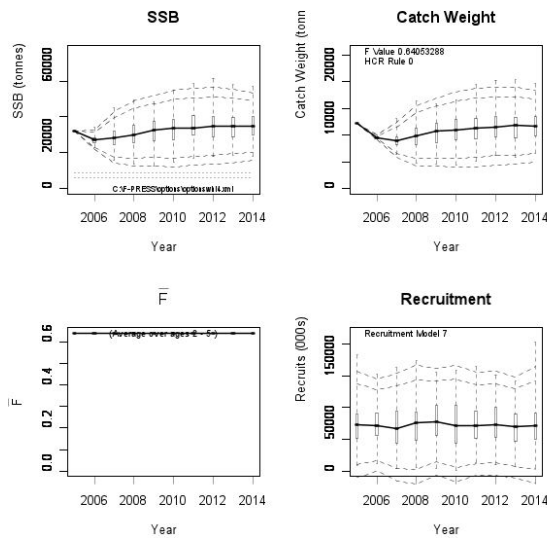 SSB
SSB (tonnes)
60000
20000
0
C:\F-PRESS\options\optionswhi4.xml
2006 2008 2010 2012 2014
Year
Catch Weight
Catch Weight (tonn
20000
10000
0
F Value 0.64053288
HCR Rule 0
2006 2008 2010 2012 2014
Year
F
F
0.6
0.4
0.2
0.0
(Average over ages 2 - 5+)
2006 2008 2010 2012 2014
Year
Recruitment
Recruits (000s)
150000
50000
0
Recruitment Model 7
2006 2008 2010 2012 2014
Year